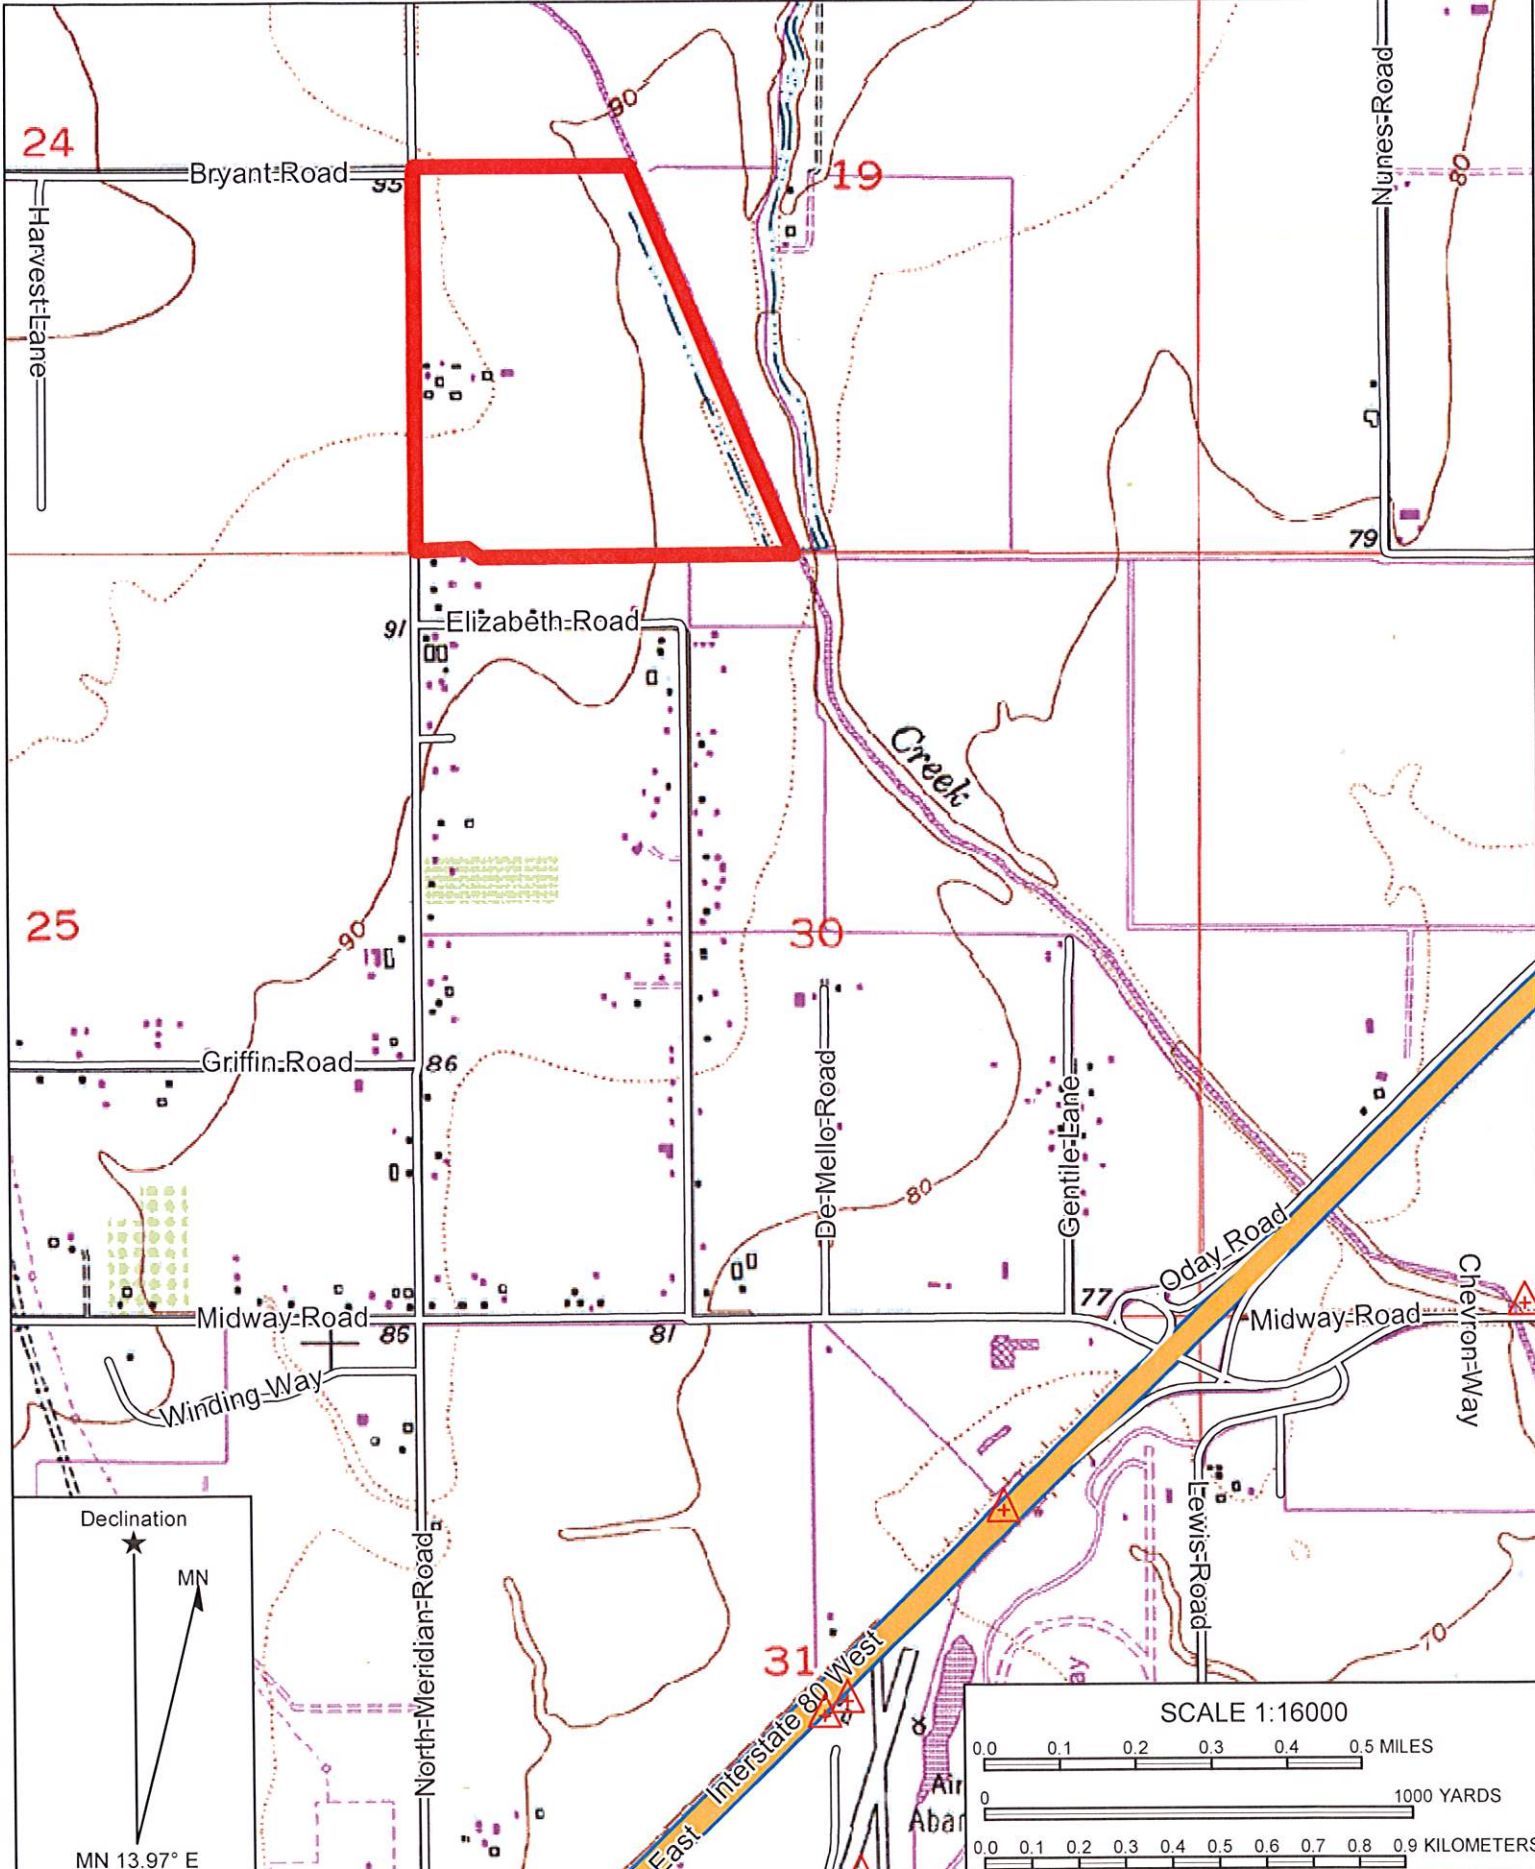 90
24
Bryant Road
95
19
Nunes Road
80
Harvest Lane
79
91
Elizabeth Road
Creek
25
90
30
Griffin Road
86
De Mello Road
Gentile Lane
80
Oday Road
77
Midway Road
85
81
Midway Road
Chevron Way
Winding Way
Lewis Road
North Meridian Road
70
31
Interstate 80 West
East
Declination
MN
MN 13.97° E
SCALE 1:16000
0.0 0.1 0.2 0.3 0.4 0.5 MILES
0 1000 YARDS
0.0 0.1 0.2 0.3 0.4 0.5 0.6 0.7 0.8 0.9 KILOMETERS